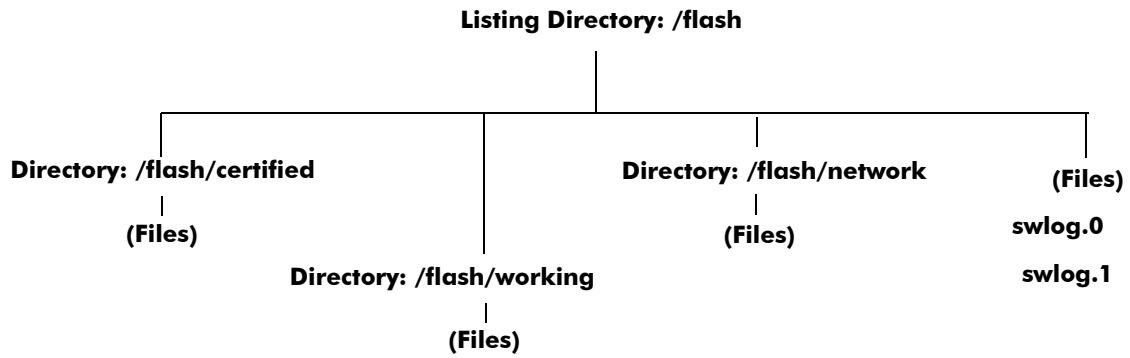 Listing Directory: /flash
Directory: /flash/certified
(Files)
Directory: /flash/working
(Files)
Directory: /flash/network
(Files)
(Files)
swlog.0
swlog.1